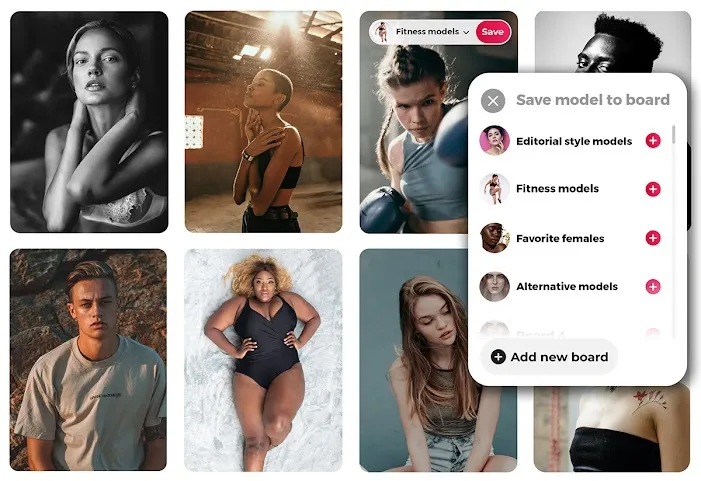 Fitness models
Save
Save model to board
Editorial style models
Fitness models
Favorite females
Alternative models
Add new board